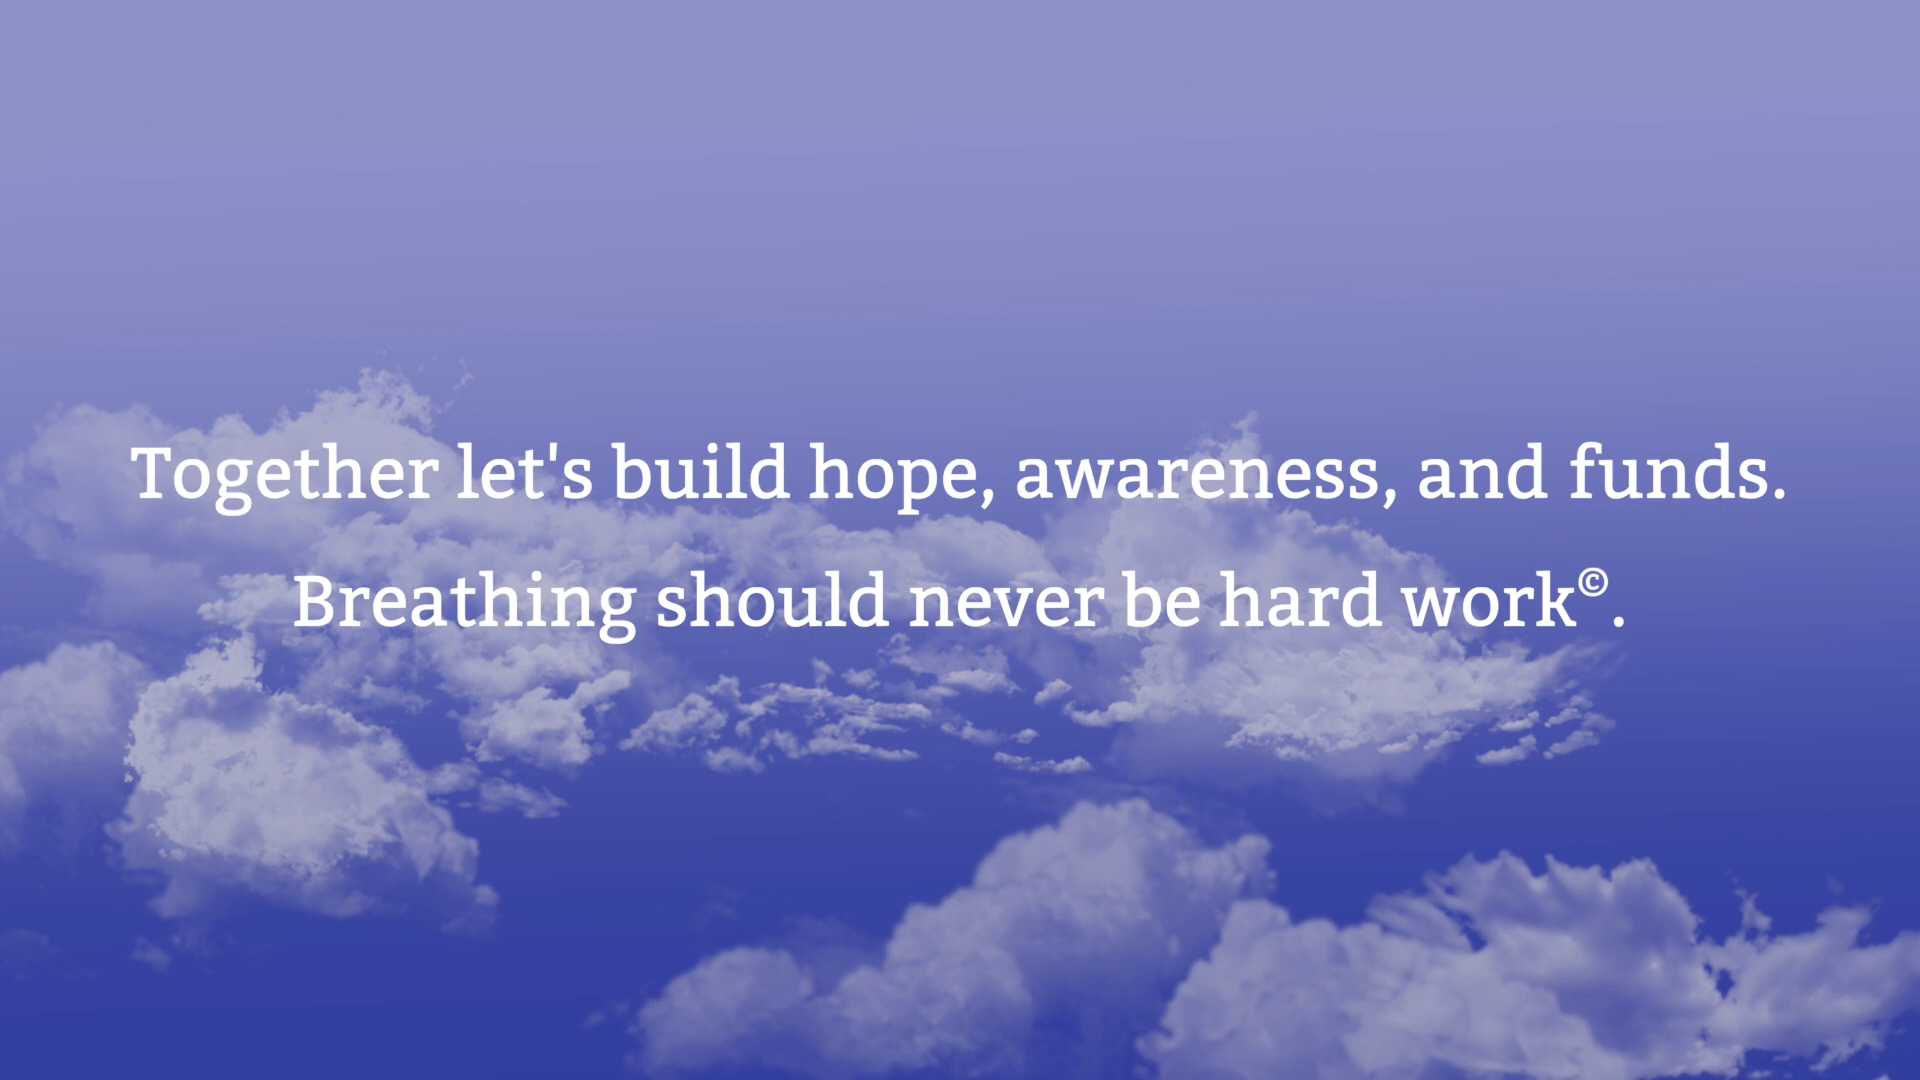 Together let's build hope, awareness, and funds.
Breathing should never be hard work©.